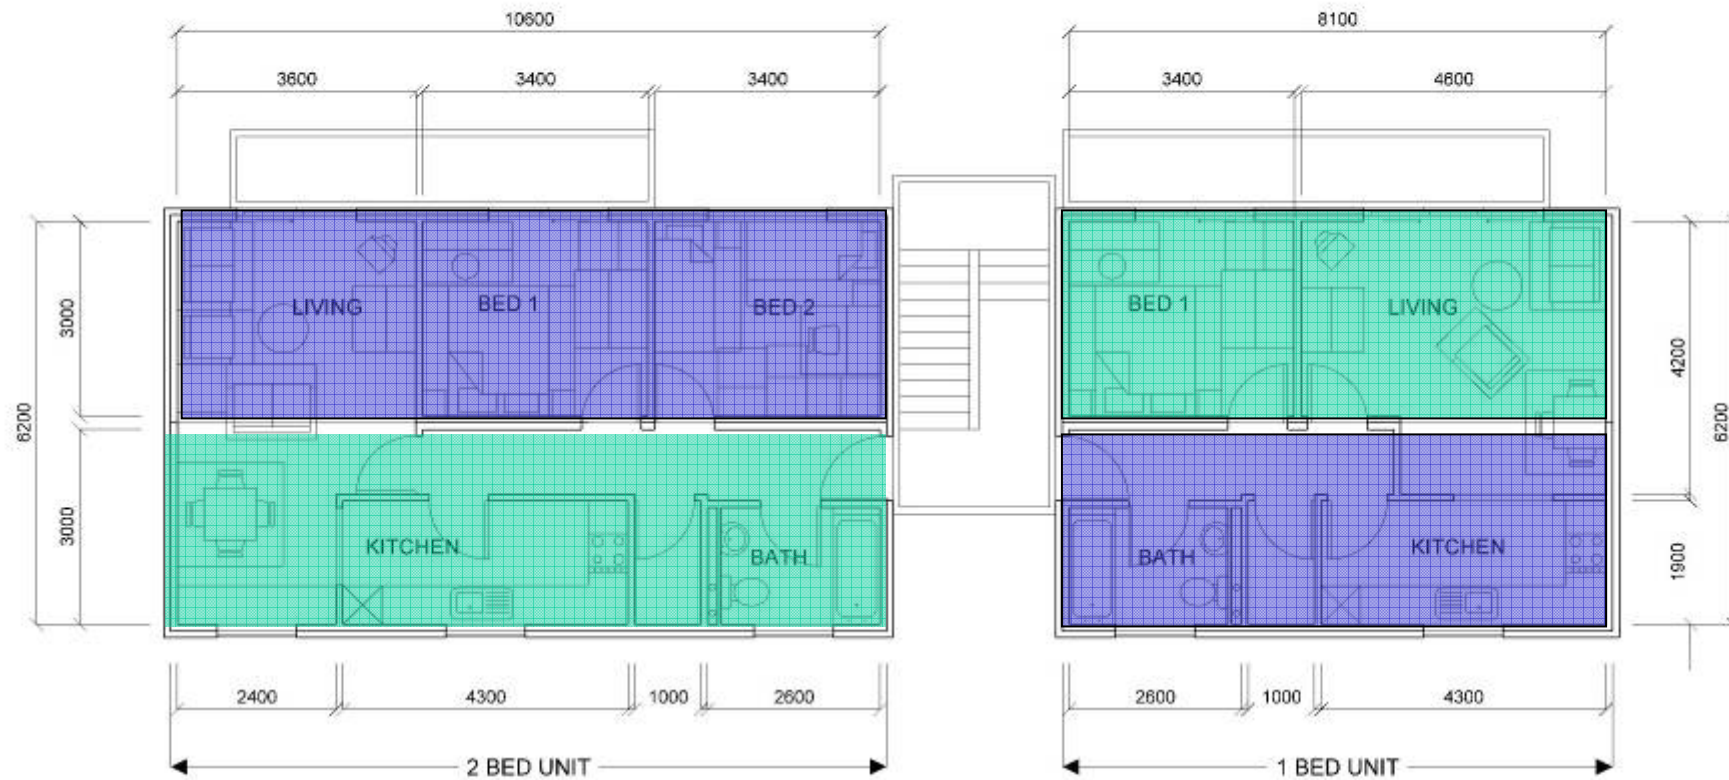 10600
8100
3600 3400 3400
3400 4600
LIVING BED 1 BED 2
BED 1 LIVING
3000
6200
3000
4200
6200
1900
KITCHEN BATH
BATH KITCHEN
2400 4300 1000 2600
2600 1000 4300
2 BED UNIT
1 BED UNIT